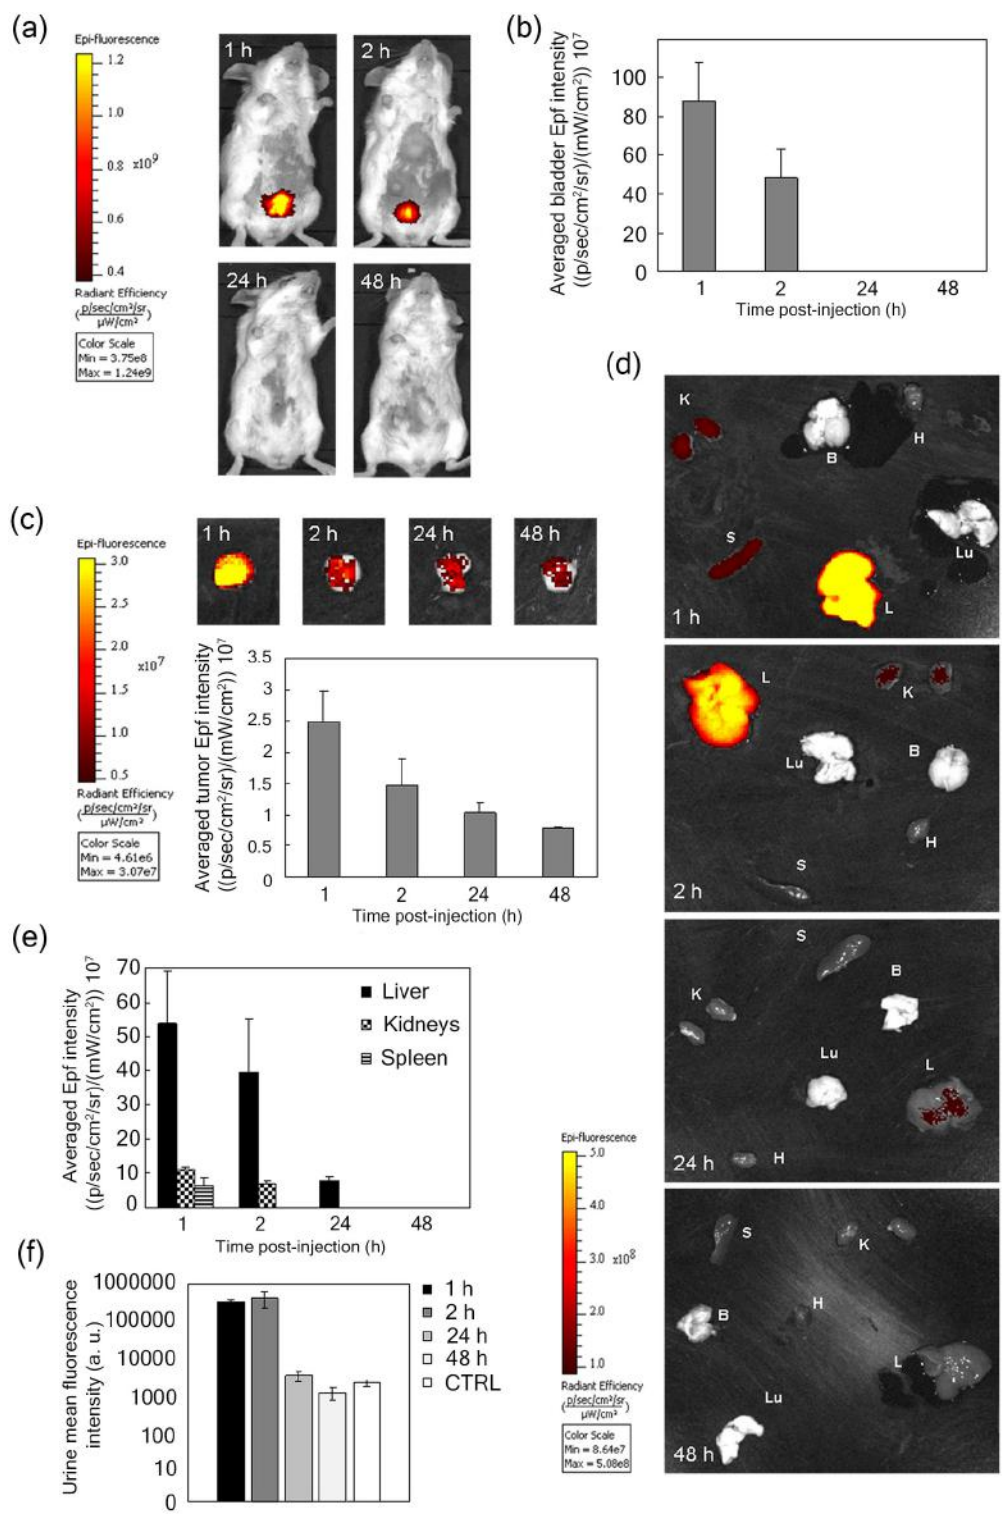 (a)
Epi-fluorescence
1.2
1.0
0.8
x10⁹
0.6
0.4
Radiant Efficiency
(p/sec/cm²/sr / µW/cm²)
Color Scale
Min = 3.75e8
Max = 1.24e9
1 h
2 h
24 h
48 h
(b)
Averaged bladder Epf intensity
((p/sec/cm²/sr)/(mW/cm²)) 10⁷
100
80
60
40
20
0
1 2 24 48
Time post-injection (h)
(c)
Epi-fluorescence
3.0
2.5
2.0
x10⁷
1.5
1.0
0.5
Radiant Efficiency
(p/sec/cm²/sr / µW/cm²)
Color Scale
Min = 4.61e6
Max = 3.07e7
1 h
2 h
24 h
48 h
Averaged tumor Epf intensity
((p/sec/cm²/sr)/(mW/cm²)) 10⁷
3.5
3
2.5
2
1.5
1
0.5
0
1 2 24 48
Time post-injection (h)
(d)
K
B
H
S
Lu
L
1 h
L
K
Lu
B
H
S
2 h
S
B
K
Lu
L
H
24 h
S
K
H
B
L
Lu
48 h
Epi-fluorescence
5.0
4.0
3.0
x10⁸
2.0
1.0
Radiant Efficiency
(p/sec/cm²/sr / µW/cm²)
Color Scale
Min = 8.64e7
Max = 5.08e8
(e)
Averaged Epf intensity
((p/sec/cm²/sr)/(mW/cm²)) 10⁷
70
60
50
40
30
20
10
0
Liver
Kidneys
Spleen
1 2 24 48
Time post-injection (h)
(f)
Urine mean fluorescence
intensity (a. u.)
1000000
100000
10000
1000
100
10
0
1 h
2 h
24 h
48 h
CTRL